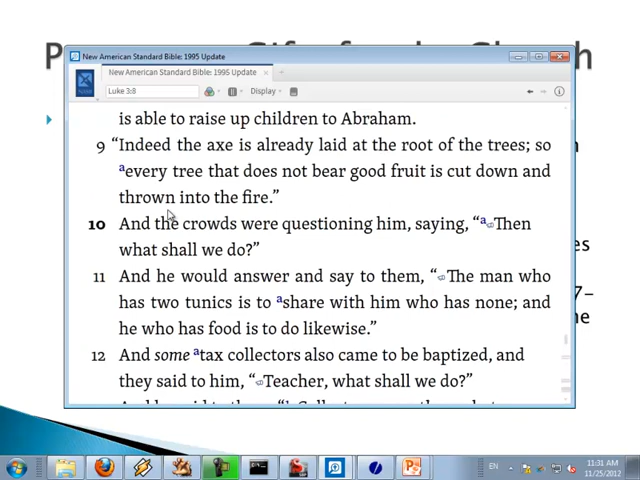 New American Standard Bible: 1995 Update
New American Standard Bible: 1995 Update
Luke 3:8
Display
is able to raise up children to Abraham.
9 “Indeed the axe is already laid at the root of the trees; so
aevery tree that does not bear good fruit is cut down and
thrown into the fire.”
10 And the crowds were questioning him, saying, “aThen
what shall we do?”
11 And he would answer and say to them, “The man who
has two tunics is to ashare with him who has none; and
he who has food is to do likewise.”
12 And some atax collectors also came to be baptized, and
they said to him, “Teacher, what shall we do?”
EN
11:31 AM
11/25/2012